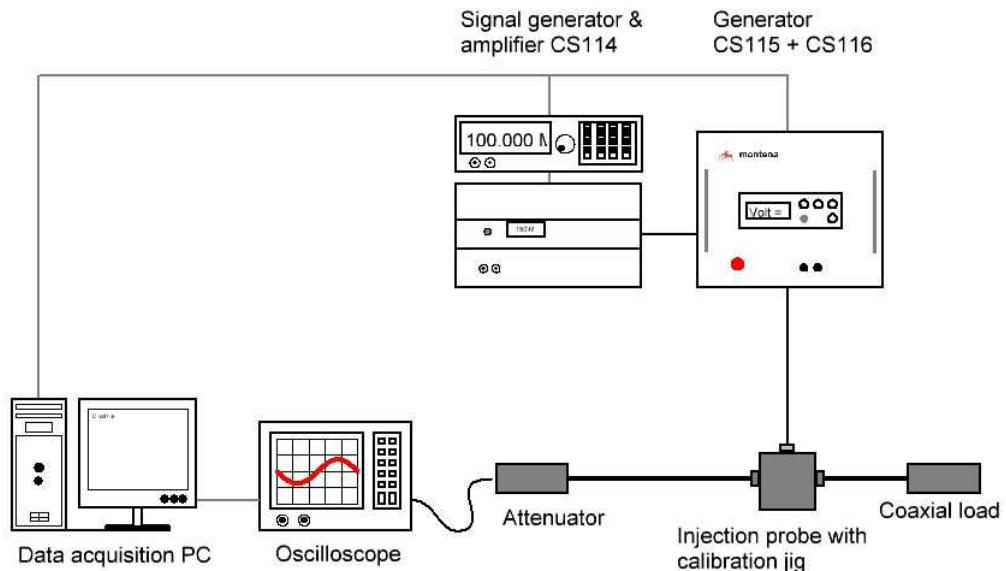 Signal generator &
amplifier CS114
Generator
CS115 + CS116
100.000 M
montena
Volt =
Data acquisition PC
Oscilloscope
Attenuator
Injection probe with
calibration jig
Coaxial load